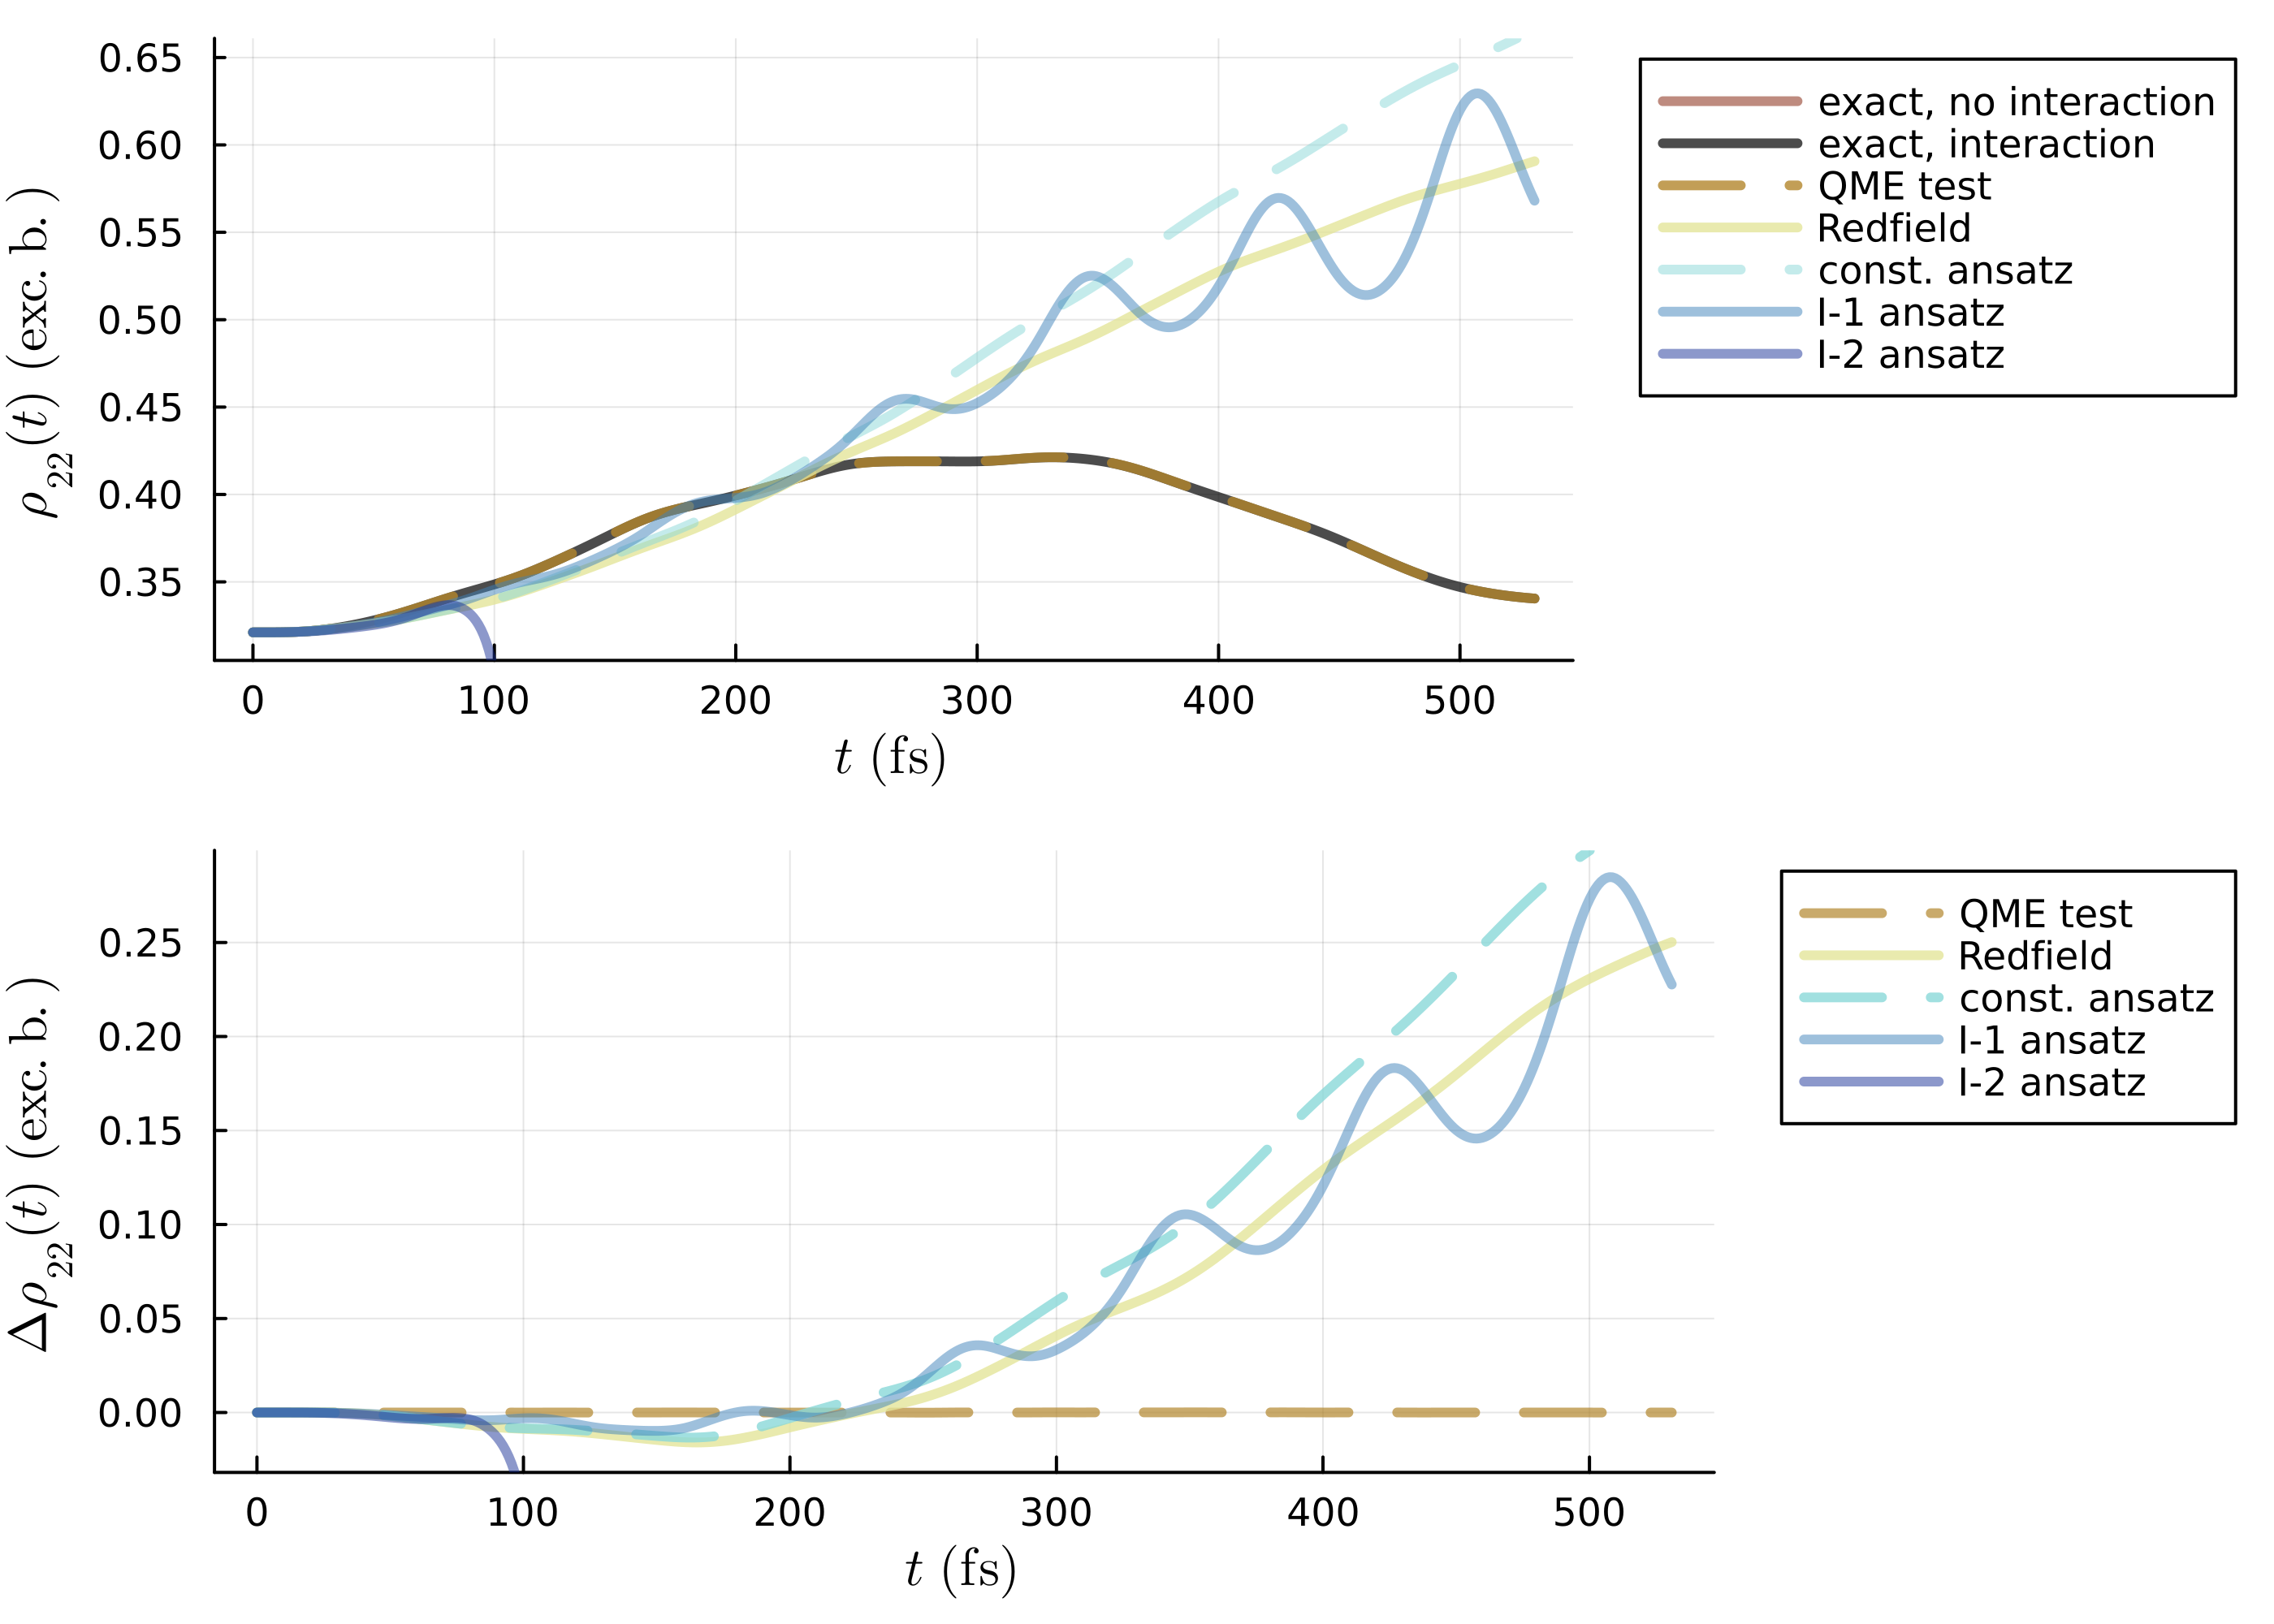 0.65
0.60
0.55
0.50
0.45
0.40
0.35
ρ₂₂(t) (exc. b. )
0 100 200 300 400 500
t (fs)
exact, no interaction
exact, interaction
QME test
Redfield
const. ansatz
I-1 ansatz
I-2 ansatz
0.25
0.20
0.15
0.10
0.05
0.00
Δρ₂₂(t) (exc. b. )
0 100 200 300 400 500
t (fs)
QME test
Redfield
const. ansatz
I-1 ansatz
I-2 ansatz